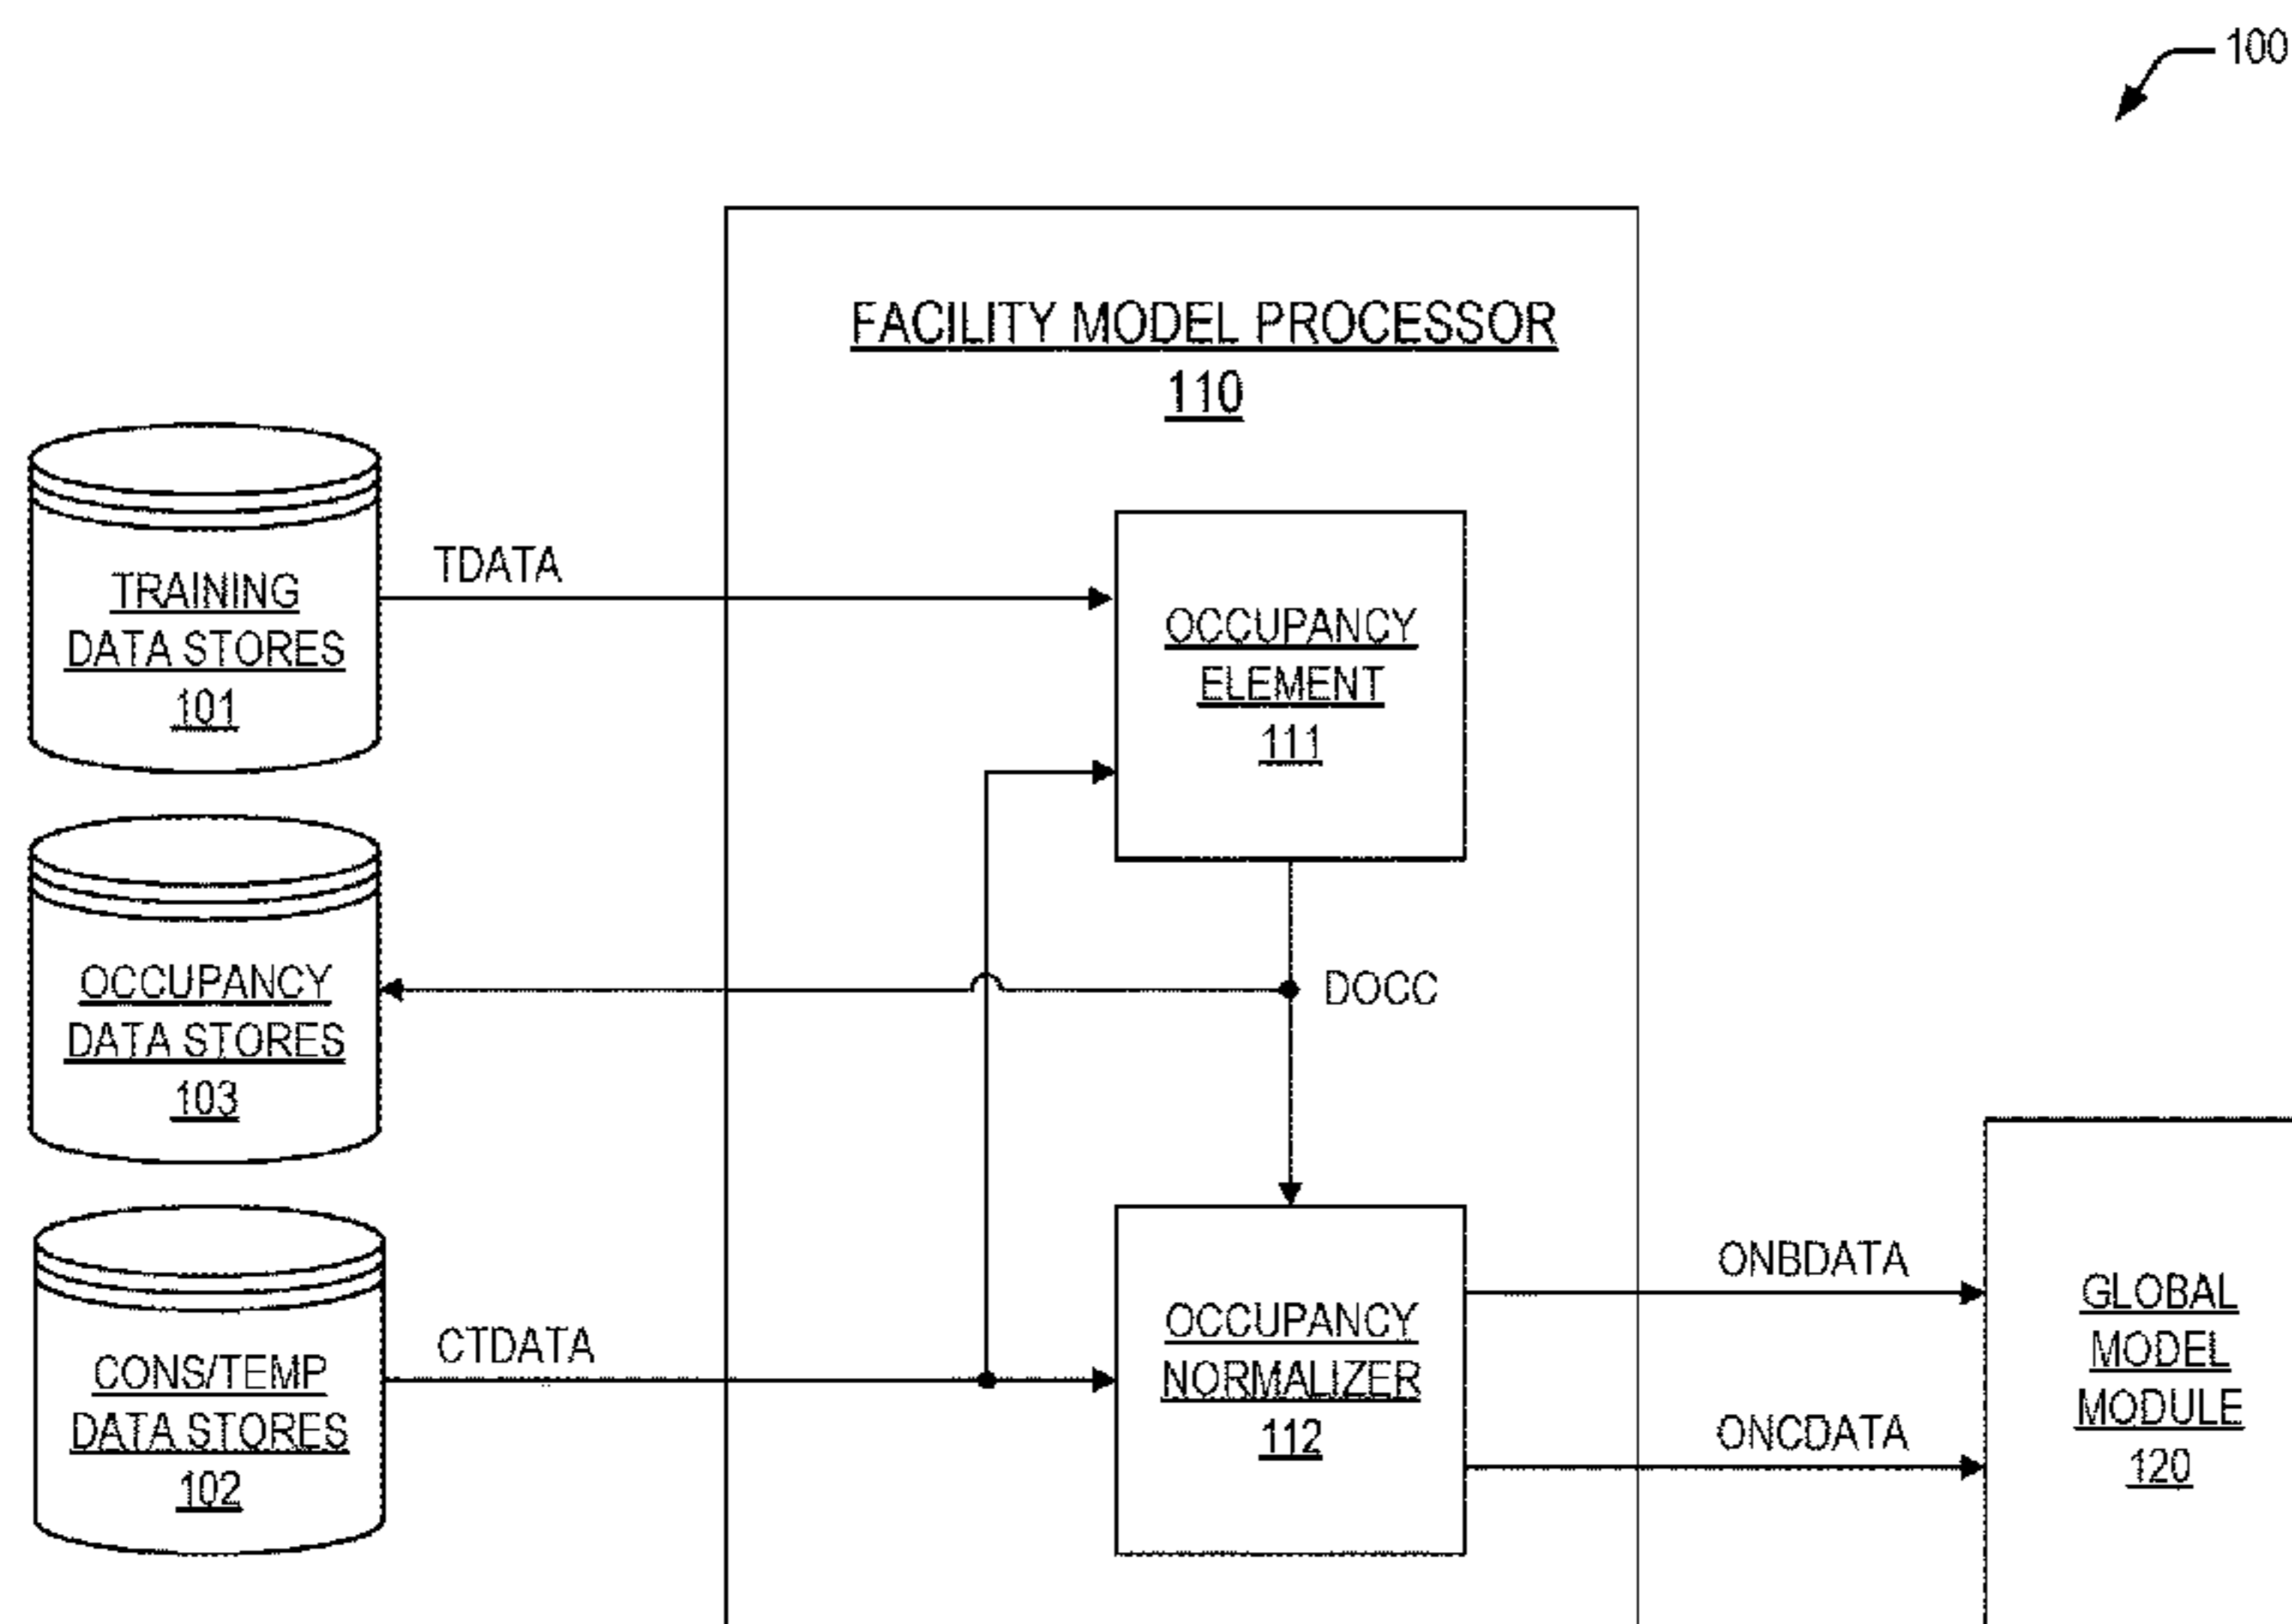 100
FACILITY MODEL PROCESSOR
110
TRAINING
DATA STORES
101
TDATA
OCCUPANCY
ELEMENT
111
OCCUPANCY
DATA STORES
103
DOCC
CONS/TEMP
DATA STORES
102
CTDATA
OCCUPANCY
NORMALIZER
112
ONBDATA
ONCDATA
GLOBAL
MODEL
MODULE
120